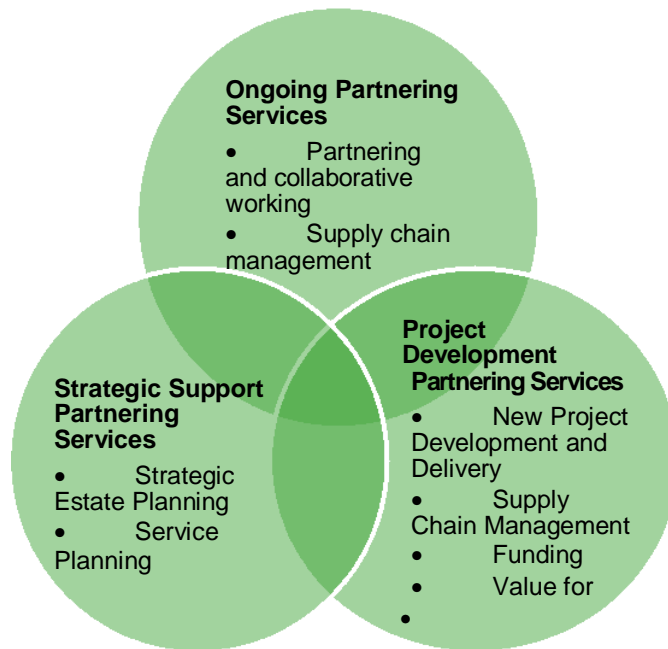 Ongoing Partnering
Services
• Partnering
and collaborative
working
• Supply chain
management
Strategic Support
Partnering
Services
• Strategic
Estate Planning
• Service
Planning
Project
Development
Partnering Services
• New Project
Development and
Delivery
• Supply
Chain Management
• Funding
• Value for
•